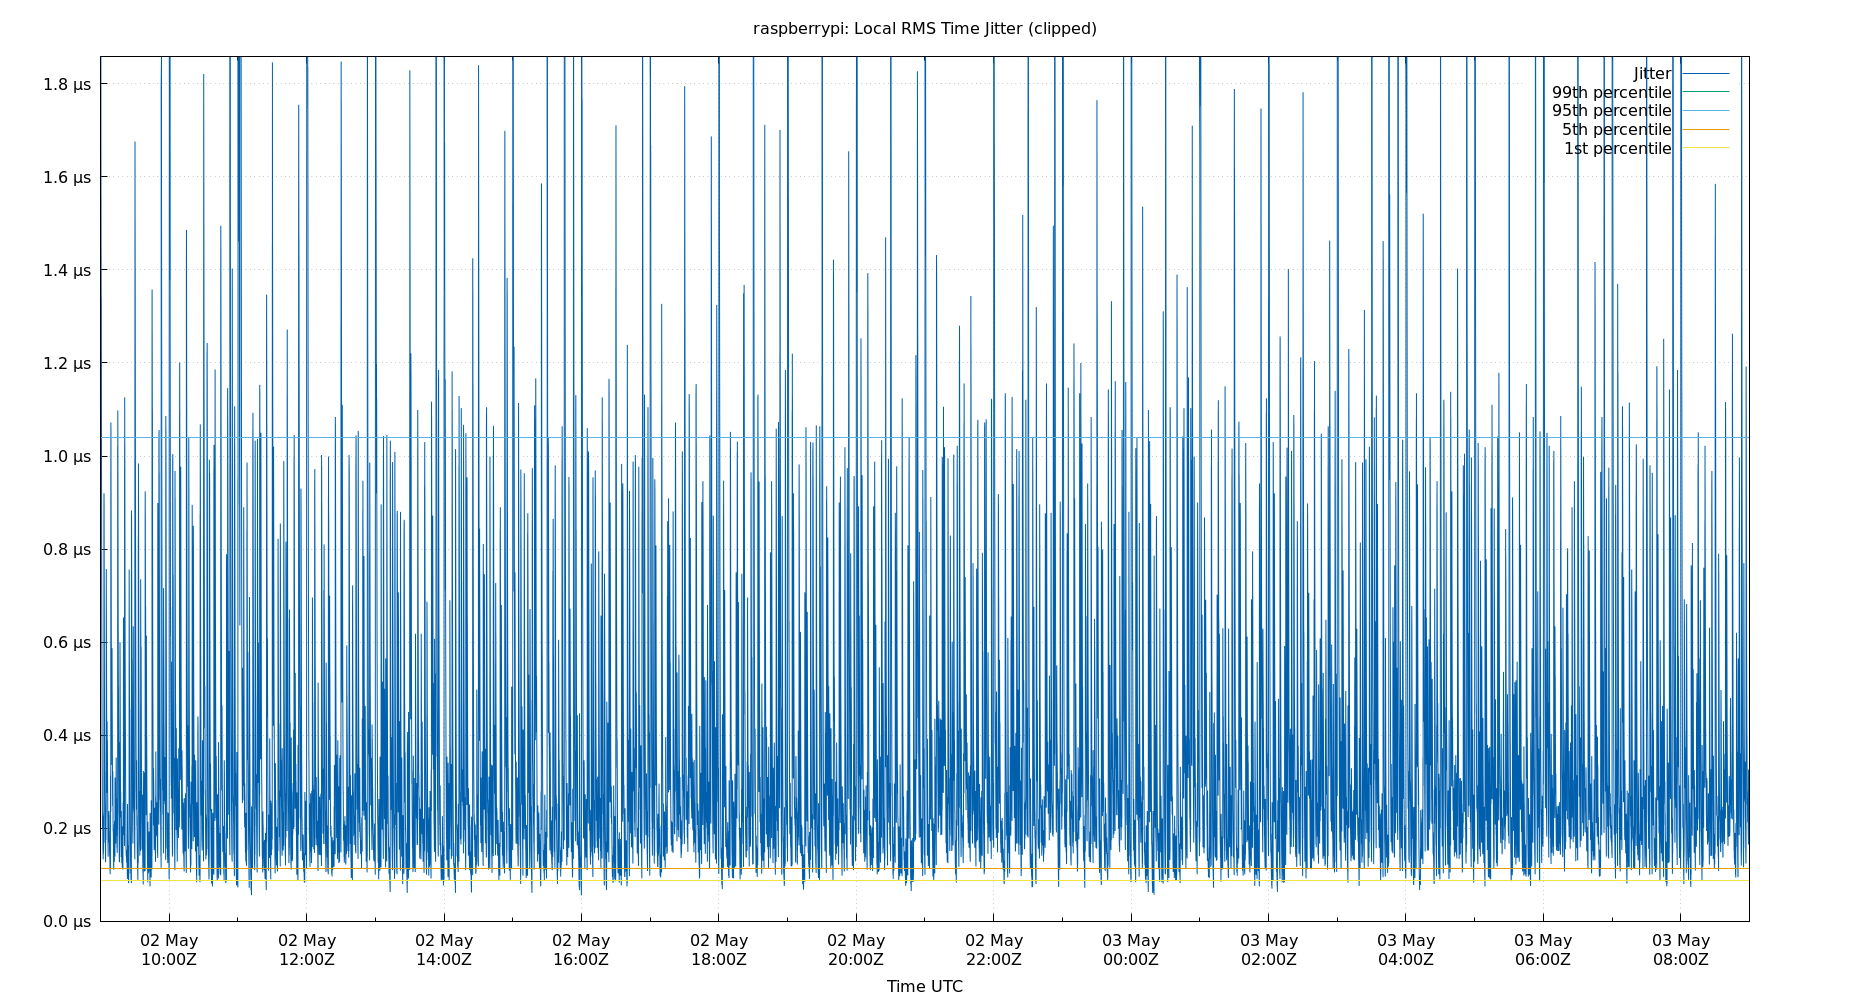 raspberrypi: Local RMS Time Jitter (clipped)
1.8 µs
1.6 µs
1.4 µs
1.2 µs
1.0 µs
0.8 µs
0.6 µs
0.4 µs
0.2 µs
0.0 µs
Jitter
99th percentile
95th percentile
5th percentile
1st percentile
02 May 02 May 02 May 02 May 02 May 02 May 02 May 03 May 03 May 03 May 03 May 03 May
10:00Z 12:00Z 14:00Z 16:00Z 18:00Z 20:00Z 22:00Z 00:00Z 02:00Z 04:00Z 06:00Z 08:00Z
Time UTC